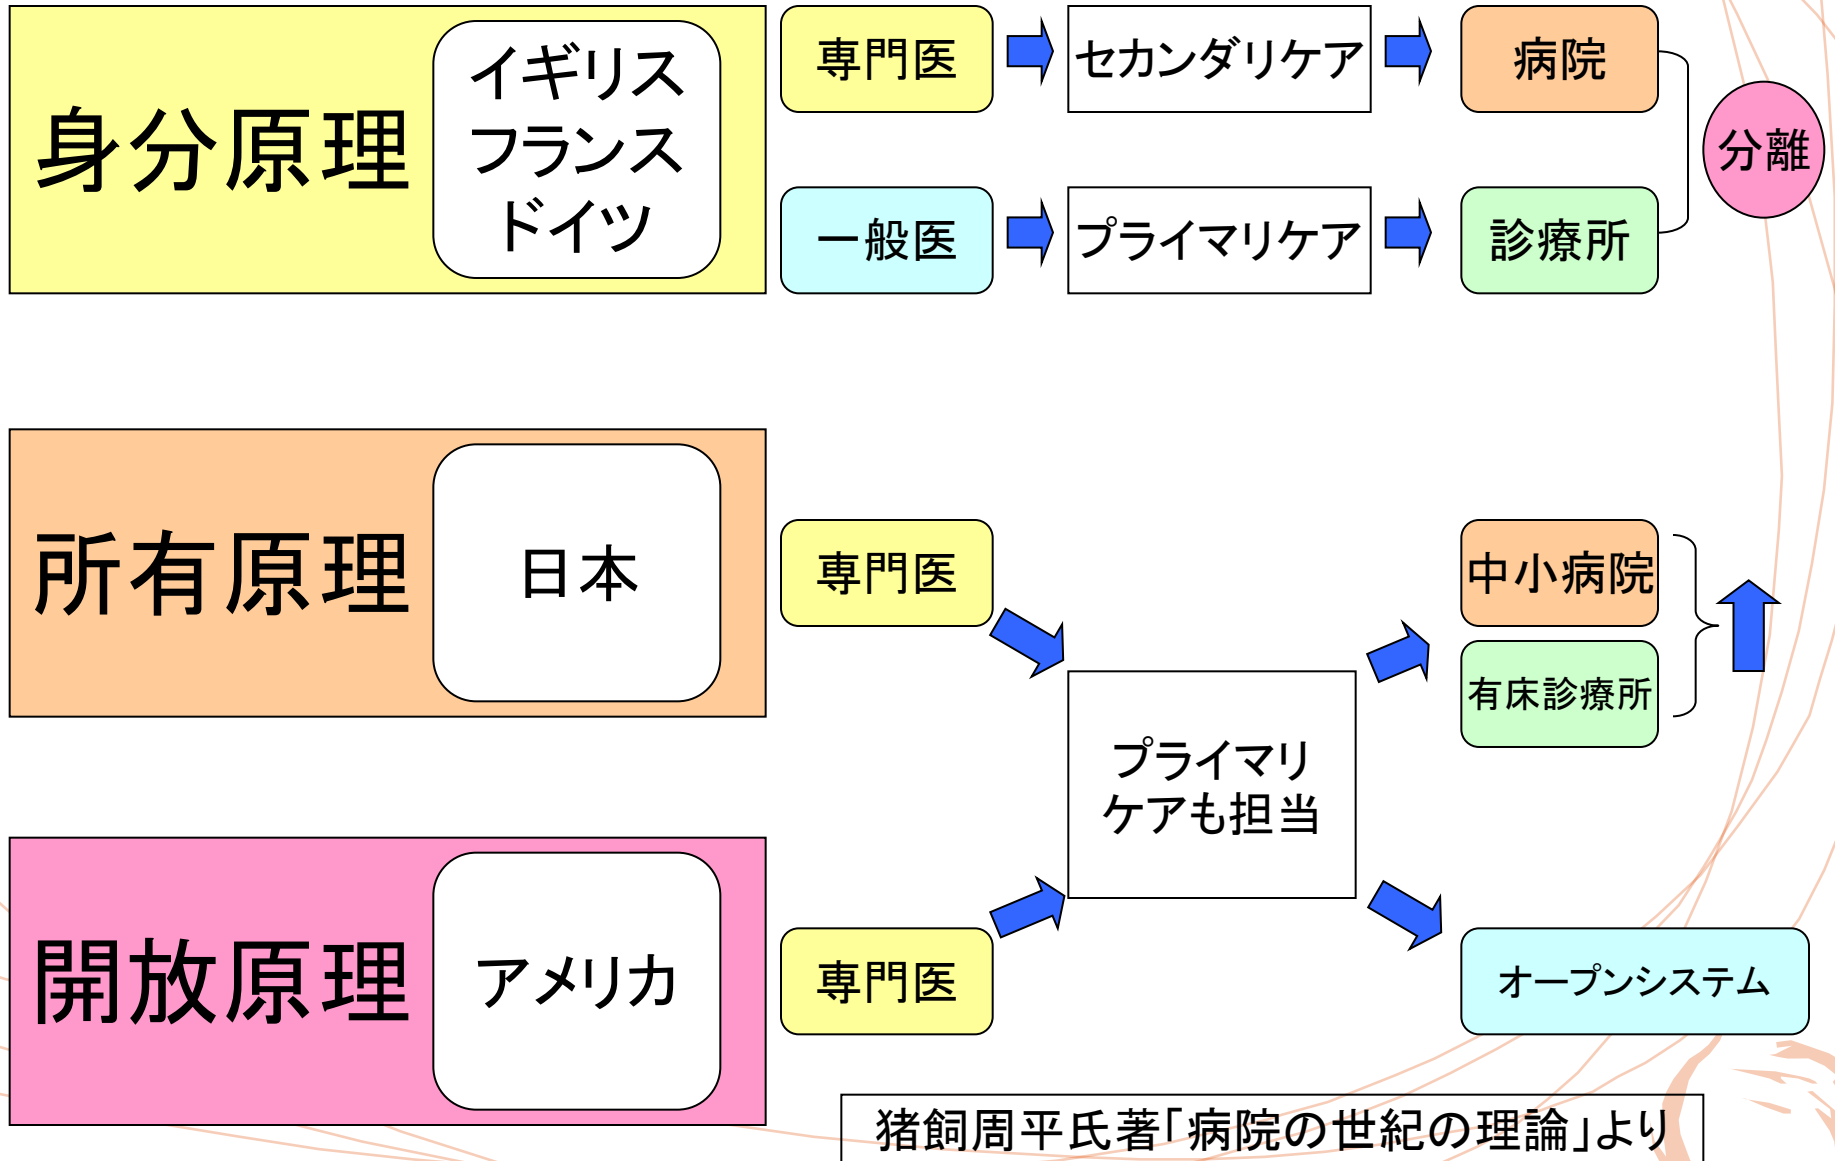 身分原理
イギリス
フランス
ドイツ
専門医
セカンダリケア
病院
一般医
プライマリケア
診療所
分離
所有原理
日本
専門医
中小病院
有床診療所
プライマリ
ケアも担当
開放原理
アメリカ
専門医
オープンシステム
猪飼周平氏著「病院の世紀の理論」より